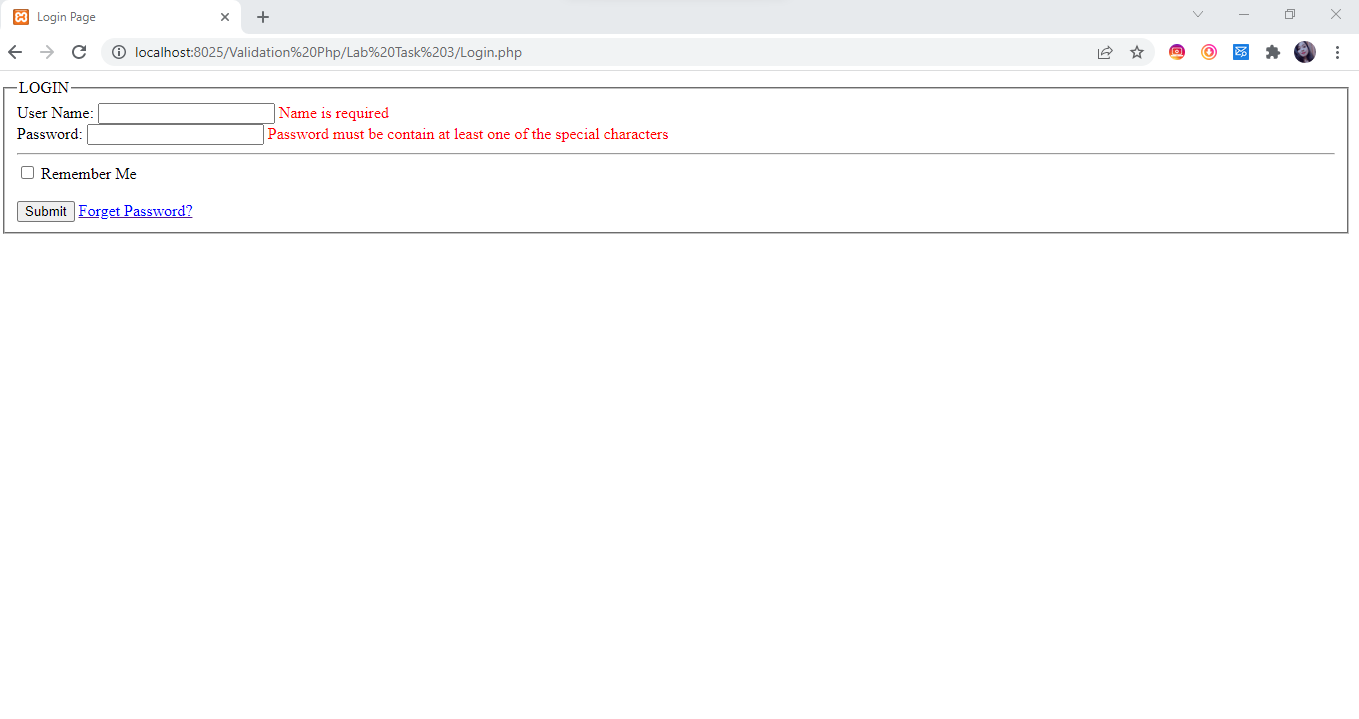 Login Page
localhost:8025/Validation%20Php/Lab%20Task%203/Login.php
LOGIN
User Name: Name is required
Password: Password must be contain at least one of the special characters
Remember Me
Submit Forget Password?